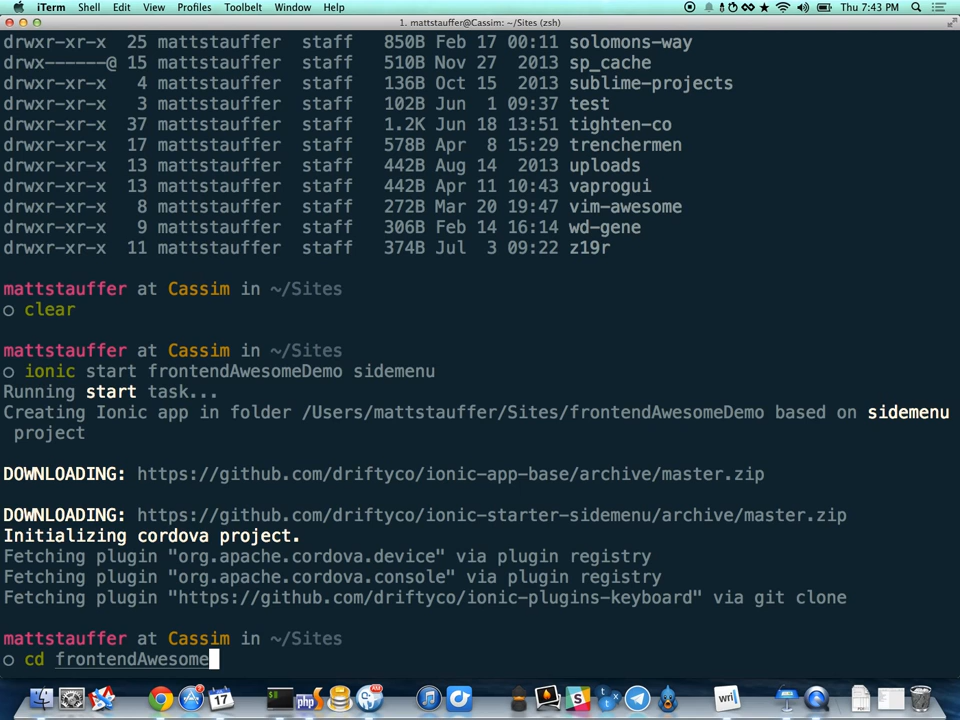 iTerm Shell Edit View Profiles Toolbelt Window Help Thu 7:43 PM
1. mattstauffer@Cassim: ~/Sites (zsh)
drwxr-xr-x 25 mattstauffer staff 850B Feb 17 00:11 solomons-way
drwx------@ 15 mattstauffer staff 510B Nov 27 2013 sp_cache
drwxr-xr-x 4 mattstauffer staff 136B Oct 15 2013 sublime-projects
drwxr-xr-x 3 mattstauffer staff 102B Jun 1 09:37 test
drwxr-xr-x 37 mattstauffer staff 1.2K Jun 18 13:51 tighten-co
drwxr-xr-x 17 mattstauffer staff 578B Apr 8 15:29 trenchermen
drwxr-xr-x 13 mattstauffer staff 442B Aug 14 2013 uploads
drwxr-xr-x 13 mattstauffer staff 442B Apr 11 10:43 vaprogui
drwxr-xr-x 8 mattstauffer staff 272B Mar 20 19:47 vim-awesome
drwxr-xr-x 9 mattstauffer staff 306B Feb 14 16:14 wd-gene
drwxr-xr-x 11 mattstauffer staff 374B Jul 3 09:22 z19r
mattstauffer at Cassim in ~/Sites
○ clear
mattstauffer at Cassim in ~/Sites
○ ionic start frontendAwesomeDemo sidemenu
Running start task...
Creating Ionic app in folder /Users/mattstauffer/Sites/frontendAwesomeDemo based on sidemenu
project
DOWNLOADING: https://github.com/driftyco/ionic-app-base/archive/master.zip
DOWNLOADING: https://github.com/driftyco/ionic-starter-sidemenu/archive/master.zip
Initializing cordova project.
Fetching plugin "org.apache.cordova.device" via plugin registry
Fetching plugin "org.apache.cordova.console" via plugin registry
Fetching plugin "https://github.com/driftyco/ionic-plugins-keyboard" via git clone
mattstauffer at Cassim in ~/Sites
○ cd frontendAwesome
17 php wri